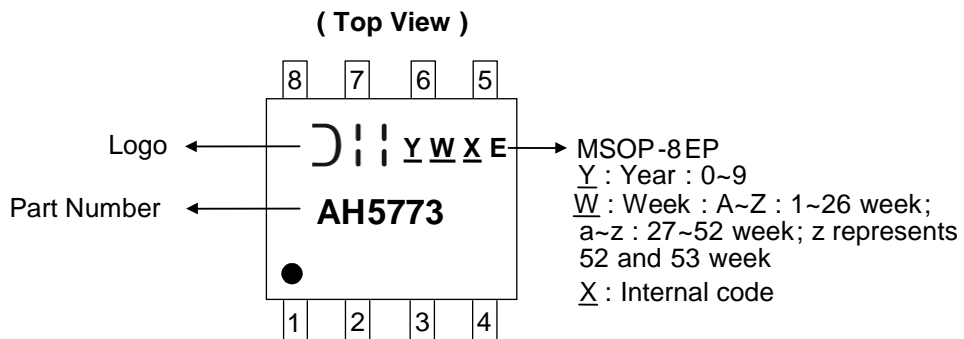 ( Top View )
8 7 6 5
Logo
Y W X E
MSOP-8EP
Y : Year : 0~9
Part Number
AH5773
W : Week : A~Z : 1~26 week;
a~z : 27~52 week; z represents
52 and 53 week
X : Internal code
1 2 3 4